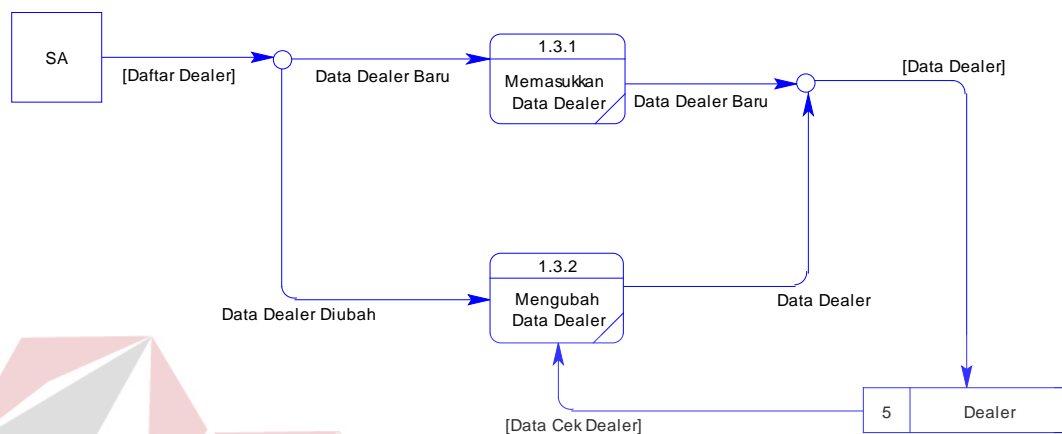 SA
[Daftar Dealer]
Data Dealer Baru
1.3.1
Memasukkan
Data Dealer
Data Dealer Baru
[Data Dealer]
Data Dealer Diubah
1.3.2
Mengubah
Data Dealer
Data Dealer
[Data Cek Dealer]
5
Dealer